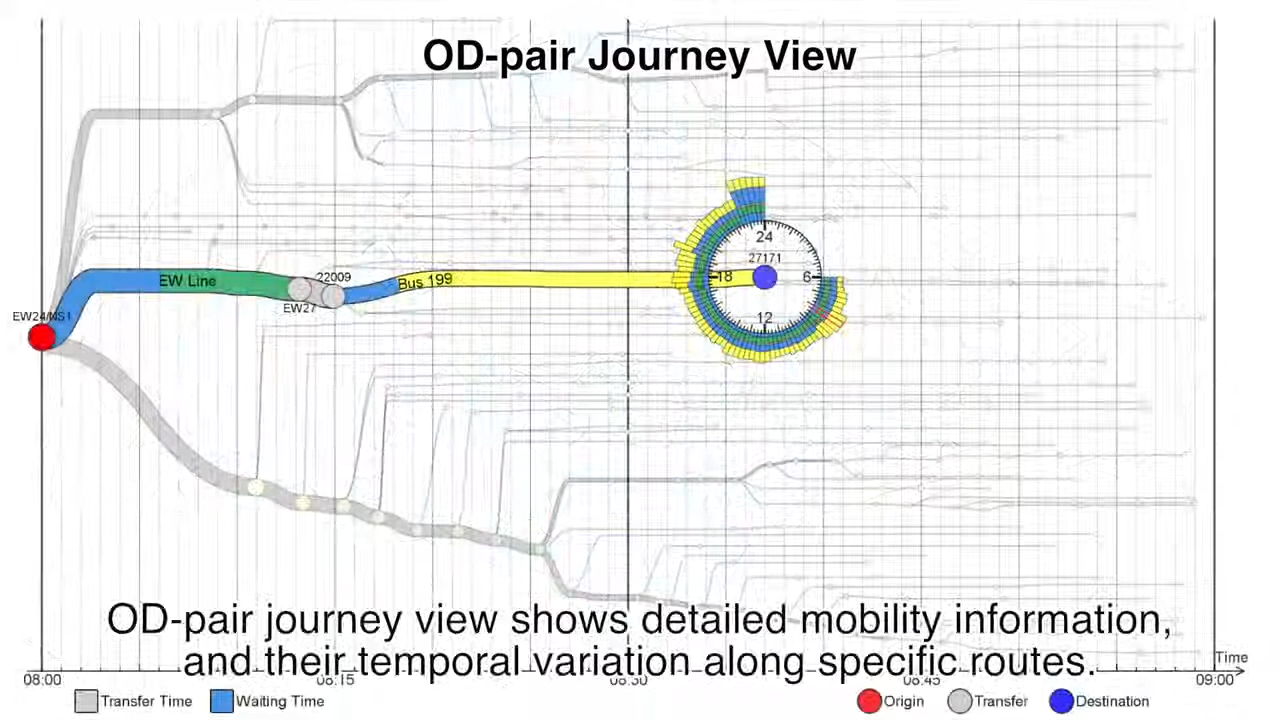 OD-pair Journey View
24
27171
18
6
12
22009
EW Line
Bus 199
EW27
EW24/NS1
OD-pair journey view shows detailed mobility information,
and their temporal variation along specific routes.
Time
08:00
08:15
08:30
08:45
09:00
Transfer Time
Waiting Time
Origin
Transfer
Destination